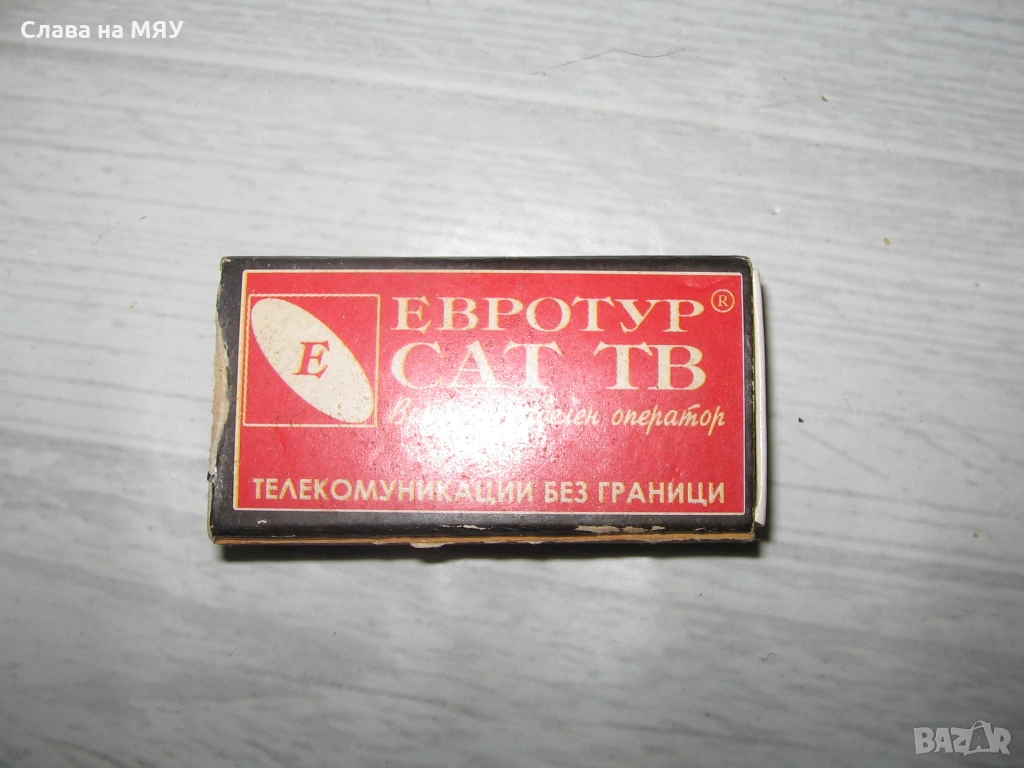 Слава на МЯУ
Е
ЕВРОТУР®
САТ ТВ
оператор
ТЕЛЕКОМУНИКАЦИИ БЕЗ ГРАНИЦИ
BAZAR